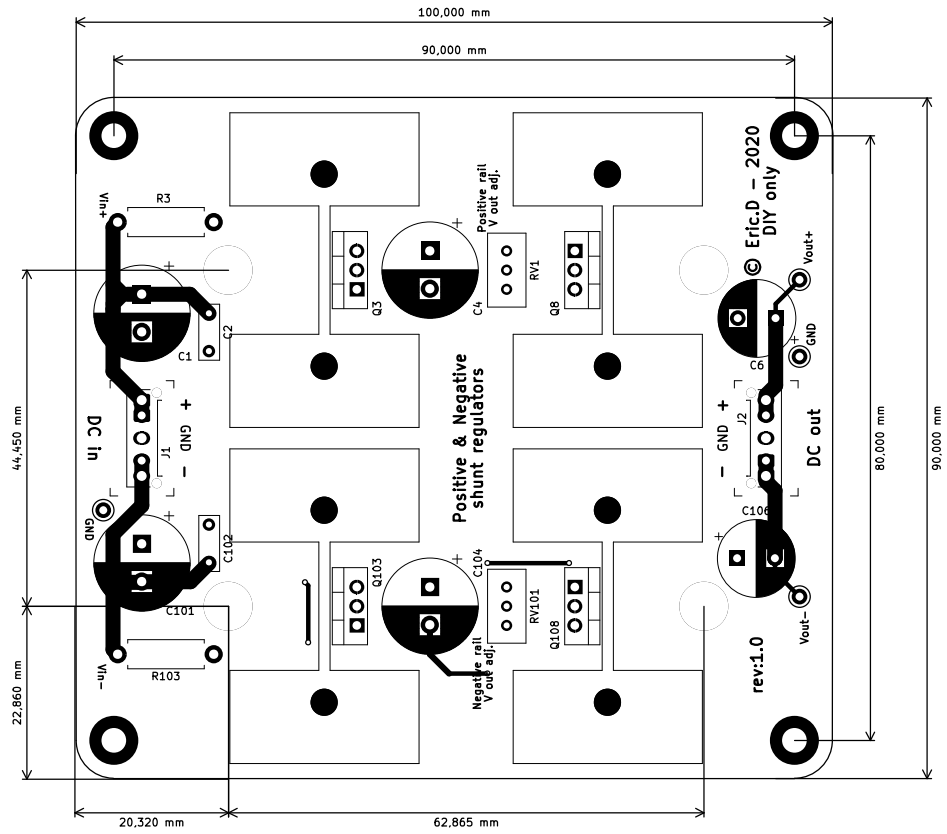 100,000 mm
90,000 mm
© Eric.D – 2020
DIY only
Positive rail
V out adj.
Vin+
R3
Vout+
+
+
Q3
C4
RV1
Q8
GND
C2
C1
+
C6
+
GND
-
J1
DC in
Positive & Negative
shunt regulators
+
GND
-
J2
DC out
44,450 mm
80,000 mm
90,000 mm
GND
+
C106
+
C102
Q103
+
C104
C101
RV101
Q108
Vout-
Negative rail
V out adj.
Vin-
R103
rev:1.0
22,860 mm
20,320 mm
62,865 mm